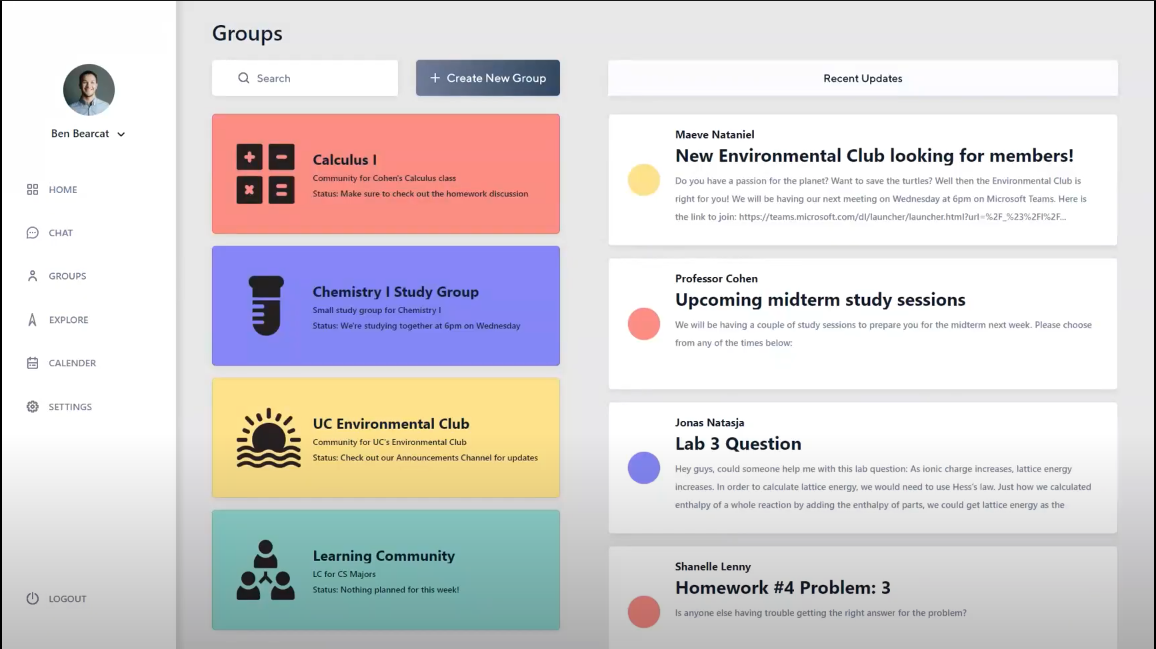 Ben Bearcat
HOME
CHAT
GROUPS
EXPLORE
CALENDER
SETTINGS
LOGOUT
Groups
Search
+ Create New Group
Calculus I
Community for Cohen's Calculus class
Status: Make sure to check out the homework discussion
Chemistry I Study Group
Small study group for Chemistry I
Status: We're studying together at 6pm on Wednesday
UC Environmental Club
Community for UC's Environmental Club
Status: Check out our Announcements Channel for updates
Learning Community
LC for CS Majors
Status: Nothing planned for this week!
Recent Updates
Maeve Nataniel
New Environmental Club looking for members!
Do you have a passion for the planet? Want to save the turtles? Well then the Environmental Club is
right for you! We will be having our next meeting on Wednesday at 6pm on Microsoft Teams. Here is
the link to join: https://teams.microsoft.com/dl/launcher/launcher.html?url=%2F_%23%2Fl%2F...
Professor Cohen
Upcoming midterm study sessions
We will be having a couple of study sessions to prepare you for the midterm next week. Please choose
from any of the times below:
Jonas Natasja
Lab 3 Question
Hey guys, could someone help me with this lab question: As ionic charge increases, lattice energy
increases. In order to calculate lattice energy, we would need to use Hess's law. Just how we calculated
enthalpy of a whole reaction by adding the enthalpy of parts, we could get lattice energy as the
Shanelle Lenny
Homework #4 Problem: 3
Is anyone else having trouble getting the right answer for the problem?